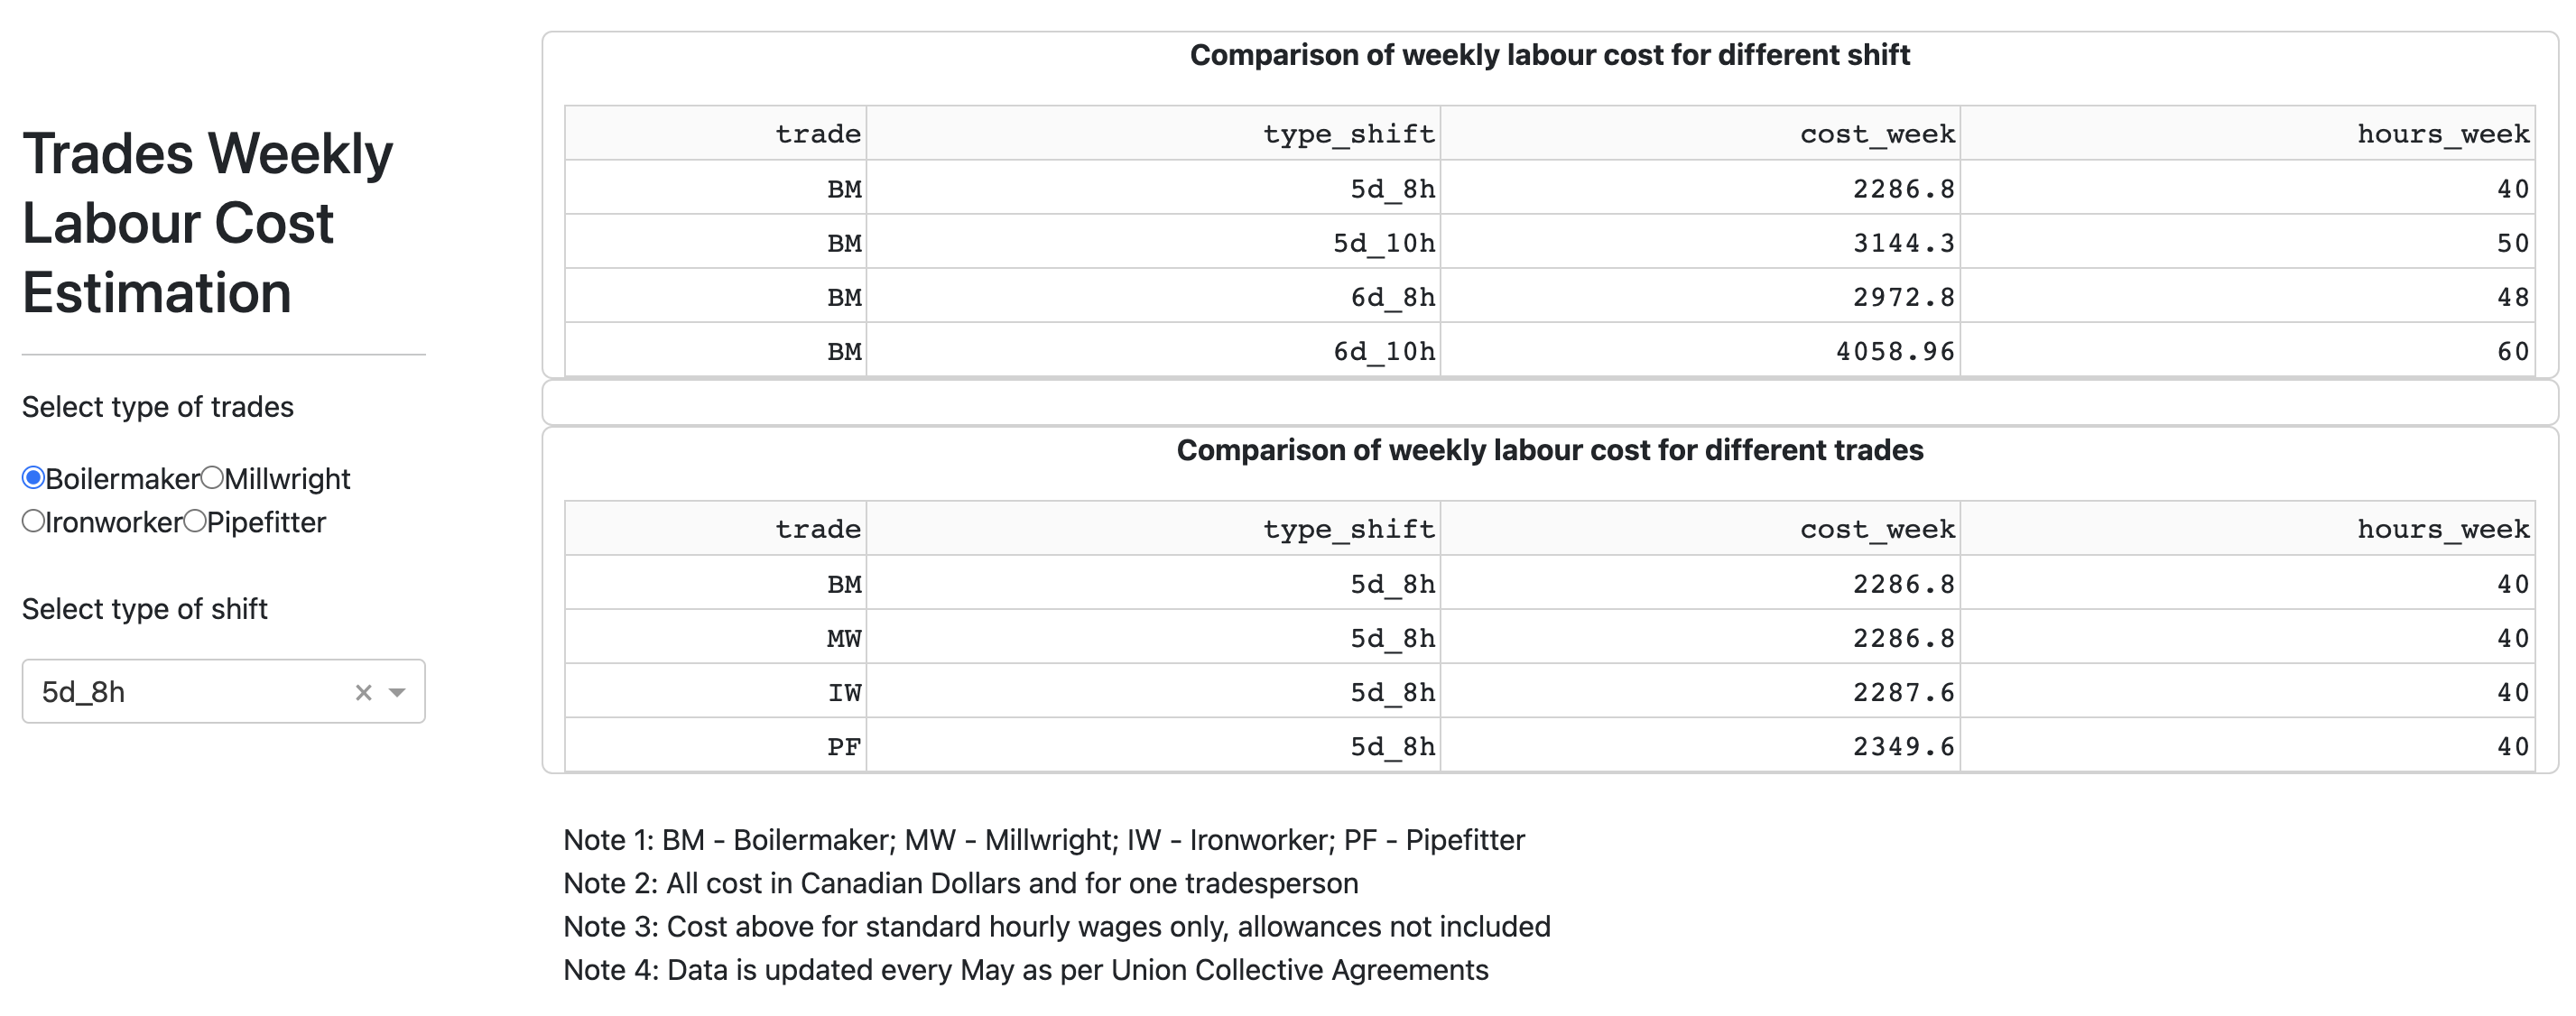 Trades Weekly
Labour Cost
Estimation
Select type of trades
Boilermaker Millwright
Ironworker Pipefitter
Select type of shift
5d_8h
Comparison of weekly labour cost for different shift
trade type_shift cost_week hours_week
BM 5d_8h 2286.8 40
BM 5d_10h 3144.3 50
BM 6d_8h 2972.8 48
BM 6d_10h 4058.96 60
Comparison of weekly labour cost for different trades
trade type_shift cost_week hours_week
BM 5d_8h 2286.8 40
MW 5d_8h 2286.8 40
IW 5d_8h 2287.6 40
PF 5d_8h 2349.6 40
Note 1: BM - Boilermaker; MW - Millwright; IW - Ironworker; PF - Pipefitter
Note 2: All cost in Canadian Dollars and for one tradesperson
Note 3: Cost above for standard hourly wages only, allowances not included
Note 4: Data is updated every May as per Union Collective Agreements